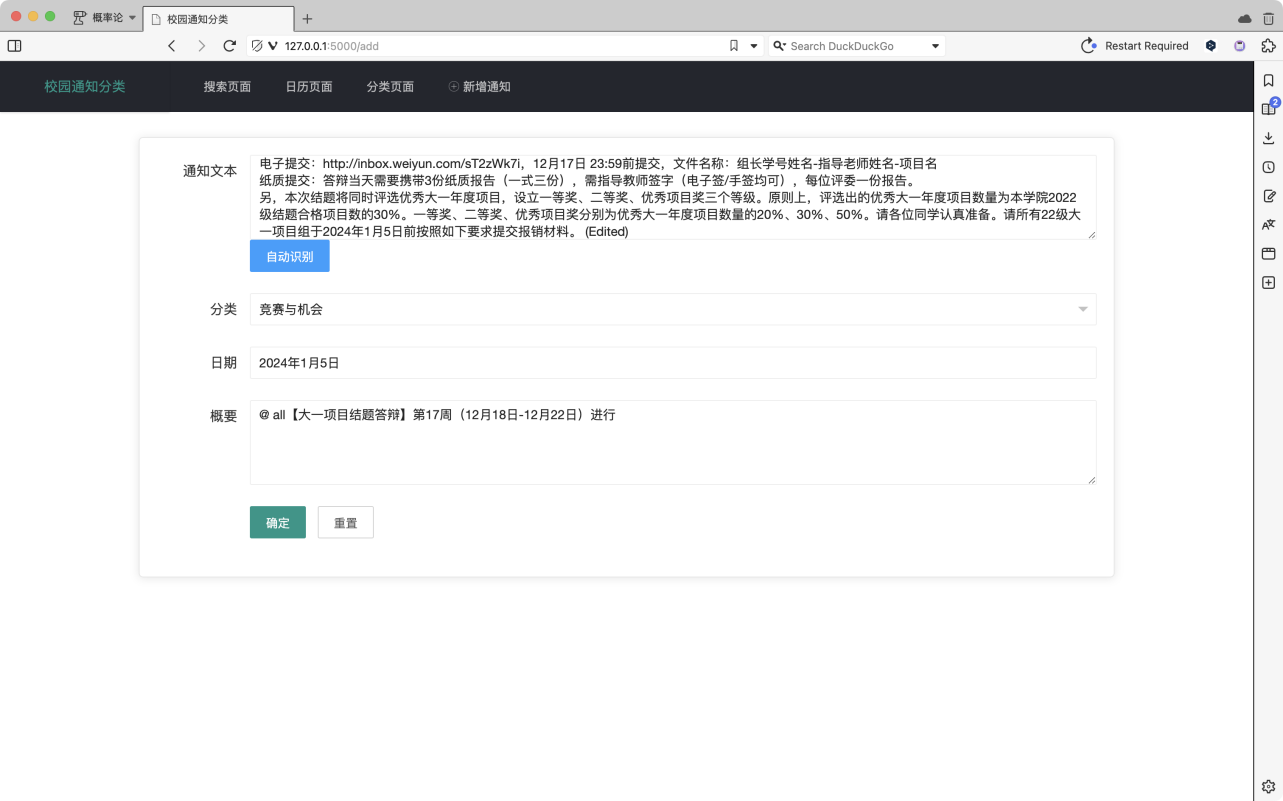 概率论
校园通知分类
127.0.0.1:5000/add
Search DuckDuckGo
Restart Required
校园通知分类
搜索页面
日历页面
分类页面
新增通知
2
通知文本
电子提交：http://inbox.weiyun.com/sT2zWk7i，12月17日 23:59前提交，文件名称：组长学号姓名-指导老师姓名-项目名
纸质提交：答辩当天需要携带3份纸质报告（一式三份），需指导教师签字（电子签/手签均可），每位评委一份报告。
另，本次结题将同时评选优秀大一年度项目，设立一等奖、二等奖、优秀项目奖三个等级。原则上，评选出的优秀大一年度项目数量为本学院2022
级结题合格项目数的30%。一等奖、二等奖、优秀项目奖分别为优秀大一年度项目数量的20%、30%、50%。请各位同学认真准备。请所有22级大
一项目组于2024年1月5日前按照如下要求提交报销材料。 (Edited)
自动识别
分类
竞赛与机会
日期
2024年1月5日
概要
@ all【大一项目结题答辩】第17周（12月18日-12月22日）进行
确定
重置